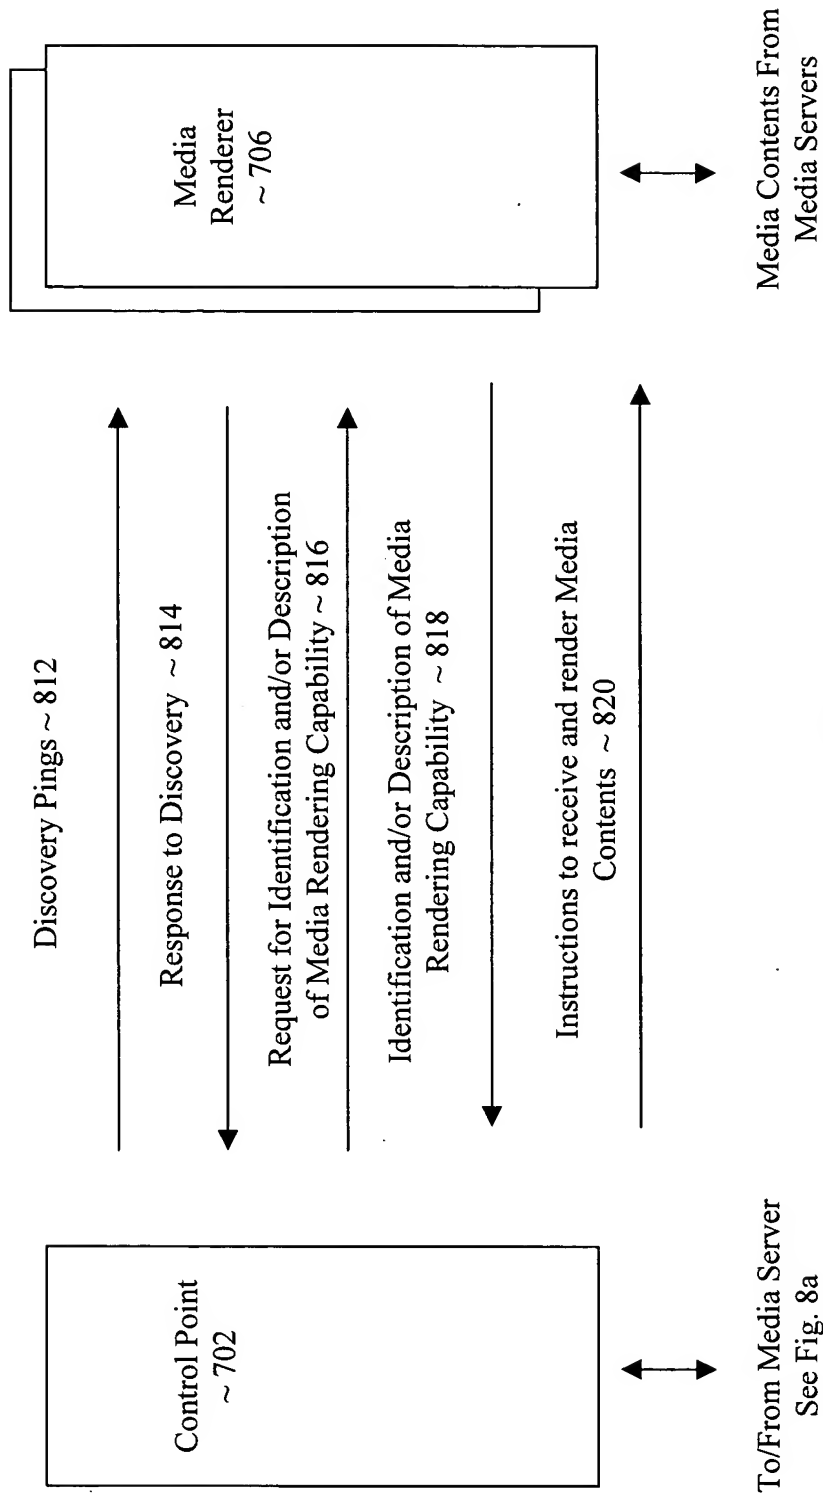 Control Point
~ 702
Discovery Pings ~ 812
Response to Discovery ~ 814
Request for Identification and/or Description
of Media Rendering Capability ~ 816
Identification and/or Description of Media
Rendering Capability ~ 818
Instructions to receive and render Media
Contents ~ 820
Media
Renderer
~ 706
To/From Media Server
See Fig. 8a
Media Contents From
Media Servers